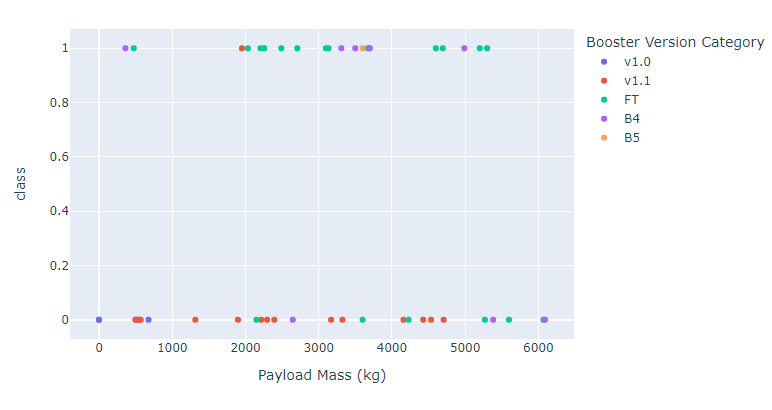 Booster Version Category
v1.0
v1.1
FT
B4
B5
1
0.8
0.6
0.4
0.2
0
class
0
1000
2000
3000
4000
5000
6000
Payload Mass (kg)